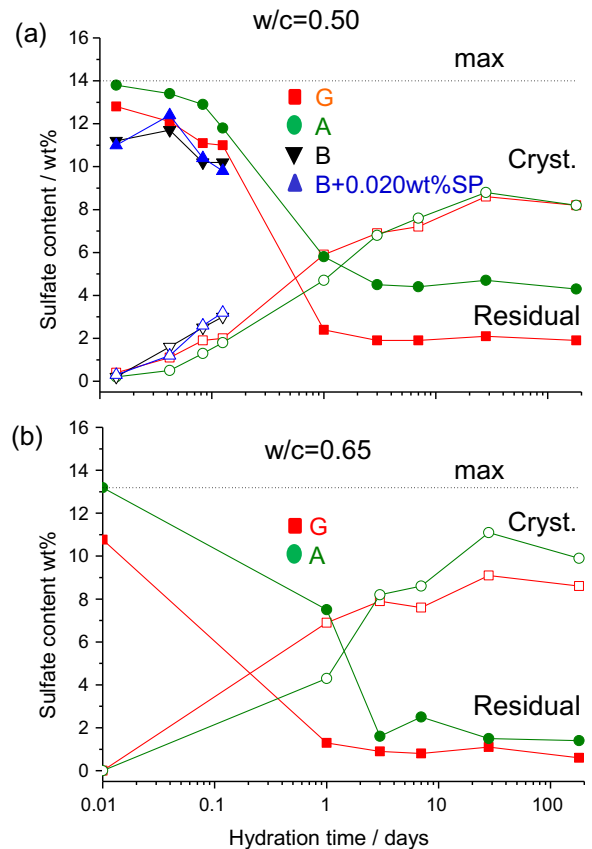 (a)
w/c=0.50
max
16
14
12
10
8
6
4
2
0
Sulfate content / wt%
G
A
B
B+0.020wt%SP
Cryst.
Residual
(b)
w/c=0.65
max
16
14
12
10
8
6
4
2
0
Sulfate content wt%
G
A
Cryst.
Residual
0.01
0.1
1
10
100
Hydration time / days